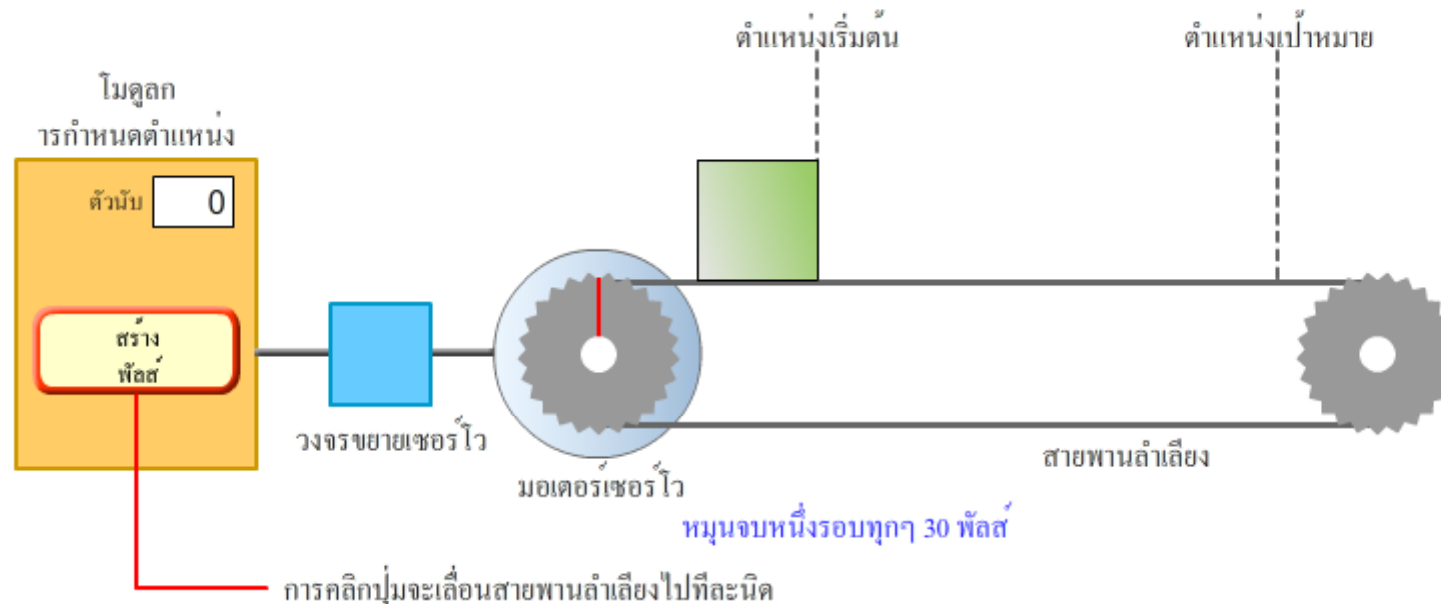 ตำแหน่งเริ่มต้น
ตำแหน่งเป้าหมาย
โมดูลก
ารกำหนดตำแหน่ง
ตัวนับ 0
สร้าง
พัลส์
วงจรขยายเซอร์โว
มอเตอร์เซอร์โว
สายพานลำเลียง
หมุนจบหนึ่งรอบทุกๆ 30 พัลส์
การคลิกปุ่มจะเลื่อนสายพานลำเลียงไปทีละนิด